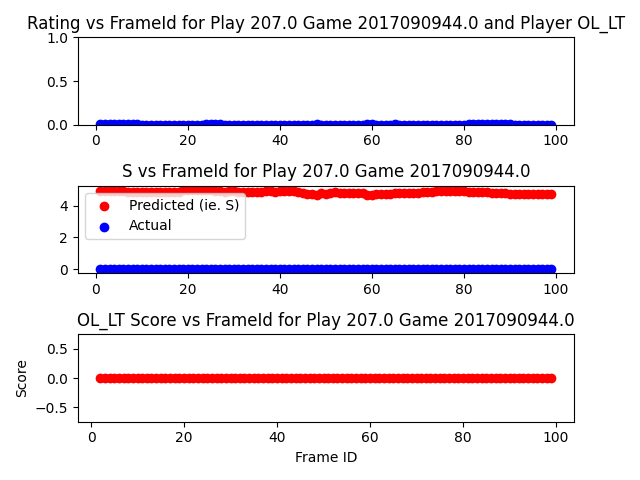 Rating vs FrameId for Play 207.0 Game 2017090944.0 and Player OL_LT
1.0
0.5
0.0
0 20 40 60 80 100
S vs FrameId for Play 207.0 Game 2017090944.0
4
2
0
Predicted (ie. S)
Actual
0 20 40 60 80 100
OL_LT Score vs FrameId for Play 207.0 Game 2017090944.0
Score
0.5
0.0
−0.5
0 20 40 60 80 100
Frame ID